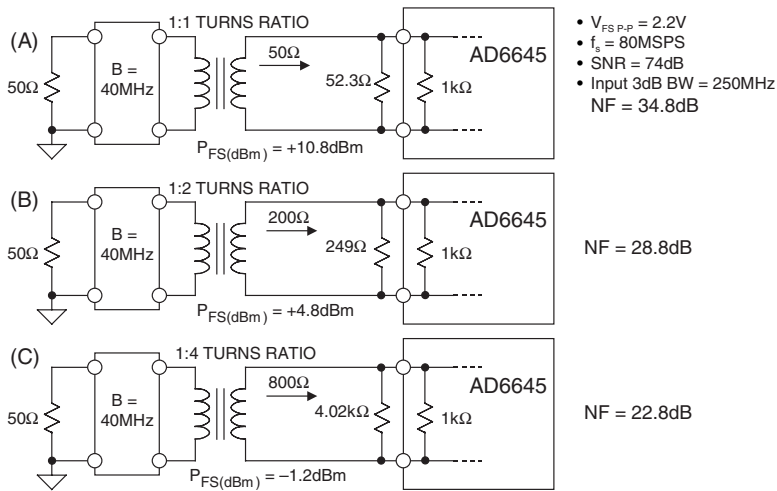 1:1 TURNS RATIO
(A)
50Ω
B =
40MHz
50Ω
52.3Ω
AD6645
1kΩ
P_FS(dBm) = +10.8dBm
• V_FS P-P = 2.2V
• f_s = 80MSPS
• SNR = 74dB
• Input 3dB BW = 250MHz
NF = 34.8dB
1:2 TURNS RATIO
(B)
50Ω
B =
40MHz
200Ω
249Ω
AD6645
1kΩ
P_FS(dBm) = +4.8dBm
NF = 28.8dB
1:4 TURNS RATIO
(C)
50Ω
B =
40MHz
800Ω
4.02kΩ
AD6645
1kΩ
P_FS(dBm) = –1.2dBm
NF = 22.8dB